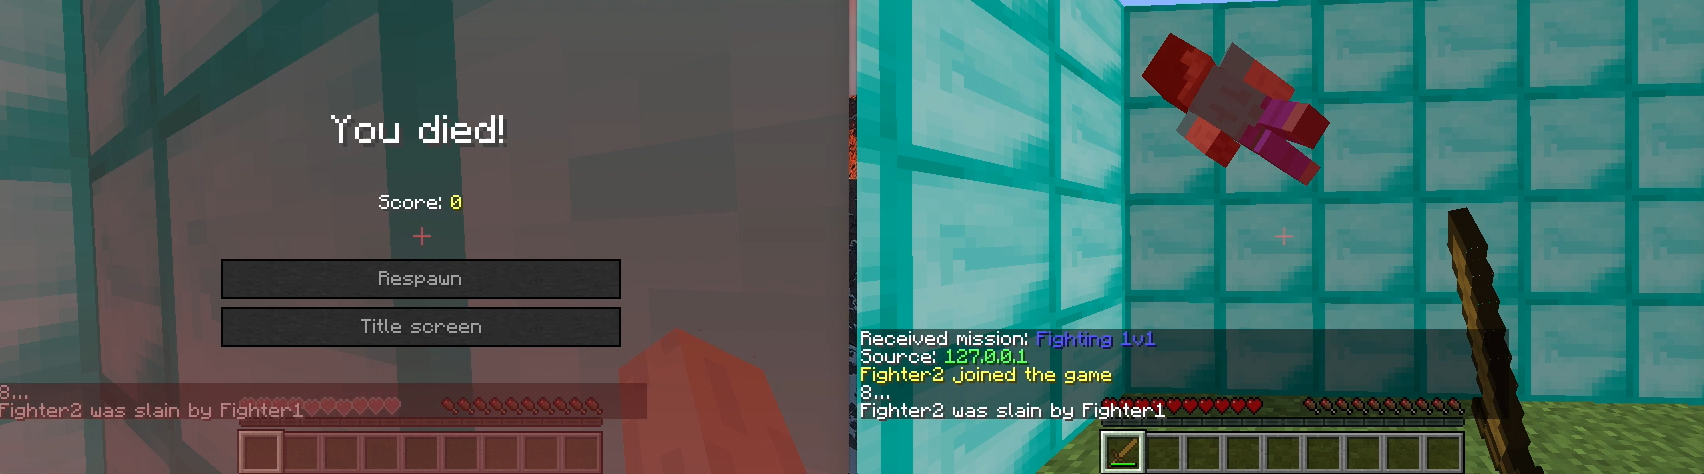 You died!
Score: 0
Respawn
Title screen
8...
Fighter2 was slain by Fighter1
Received mission: Fighting 1v1
Source: 127.0.0.1
Fighter2 joined the game
8...
Fighter2 was slain by Fighter1